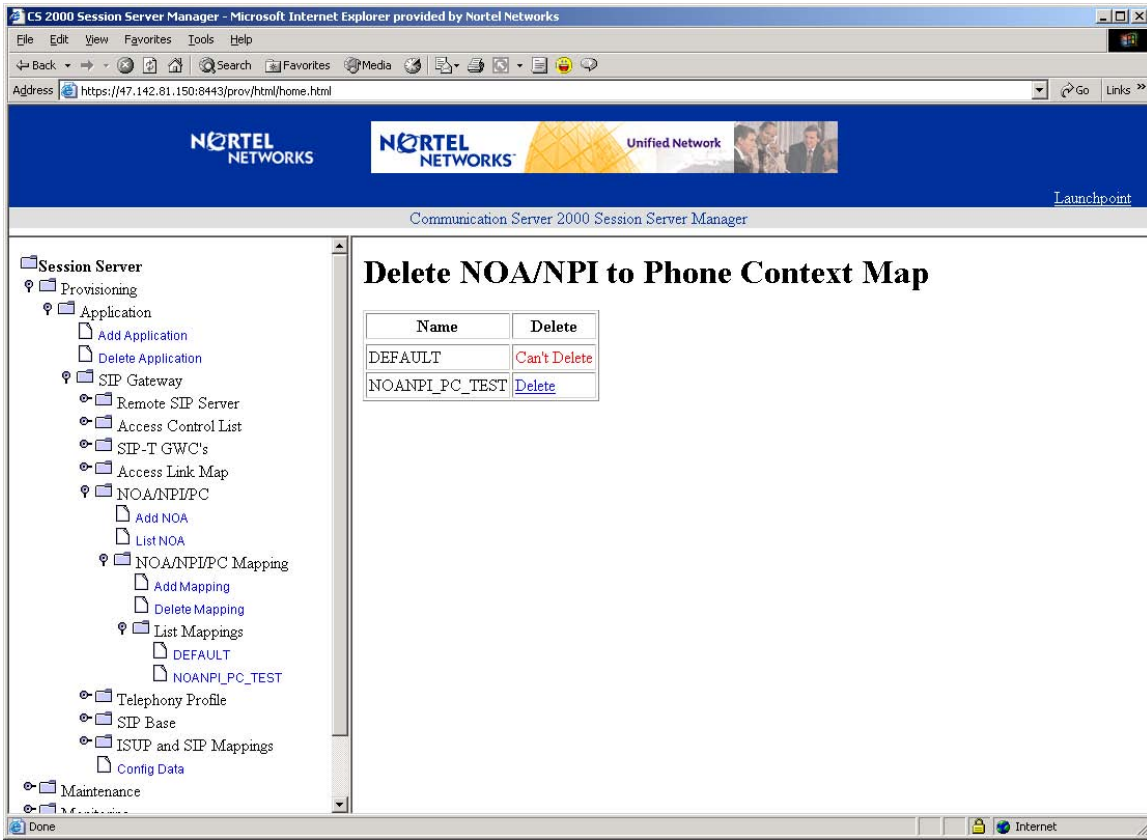 CS 2000 Session Server Manager - Microsoft Internet Explorer provided by Nortel Networks
File Edit View Favorites Tools Help
Back Search Favorites Media
Address https://47.142.81.150:8443/prov/html/home.html Go Links »
NORTEL NETWORKS
NORTEL NETWORKS™ Unified Network
Launchpoint
Communication Server 2000 Session Server Manager
Session Server
Provisioning
Application
Add Application
Delete Application
SIP Gateway
Remote SIP Server
Access Control List
SIP-T GWC's
Access Link Map
NOA/NPI/PC
Add NOA
List NOA
NOA/NPI/PC Mapping
Add Mapping
Delete Mapping
List Mappings
DEFAULT
NOANPI_PC_TEST
Telephony Profile
SIP Base
ISUP and SIP Mappings
Config Data
Maintenance
Delete NOA/NPI to Phone Context Map
Name Delete
DEFAULT Can't Delete
NOANPI_PC_TEST Delete
Done Internet